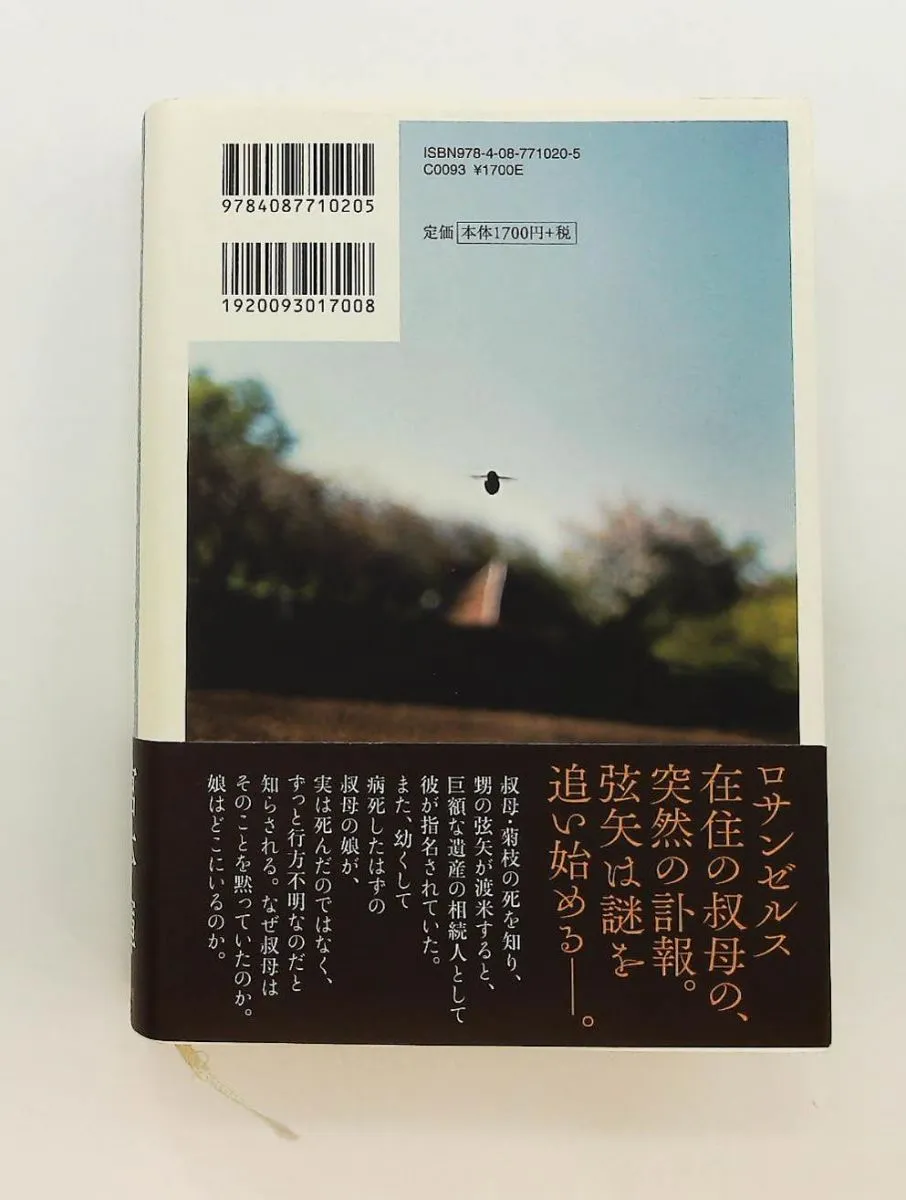 9784087710205
1920093017008
ISBN978-4-08-771020-5
C0093 ¥1700E
定価 本体1700円+税
ロサンゼルス
在住の叔母の、
突然の訃報。
弦矢は謎を
追い始める――。
叔母・菊枝の死を知り、
甥の弦矢が渡米すると、
巨額な遺産の相続人として
彼が指名されていた。
また、幼くして
病死したはずの
叔母の娘が、
実は死んだのではなく、
ずっと行方不明なのだと
知らされる。なぜ叔母は
そのことを黙っていたのか。
娘はどこにいるのか。